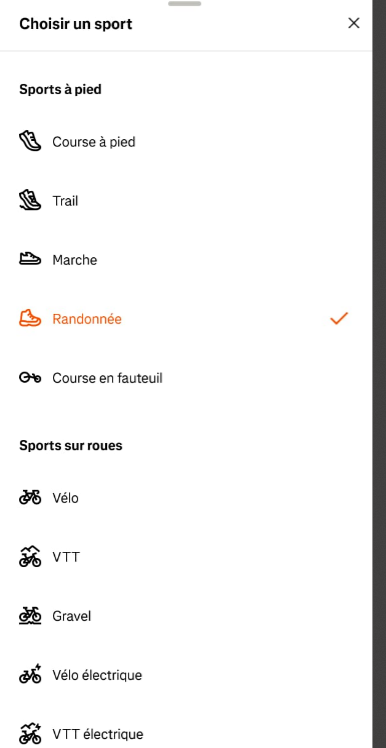 Choisir un sport
Sports à pied
Course à pied
Trail
Marche
Randonnée
Course en fauteuil
Sports sur roues
Vélo
VTT
Gravel
Vélo électrique
VTT électrique